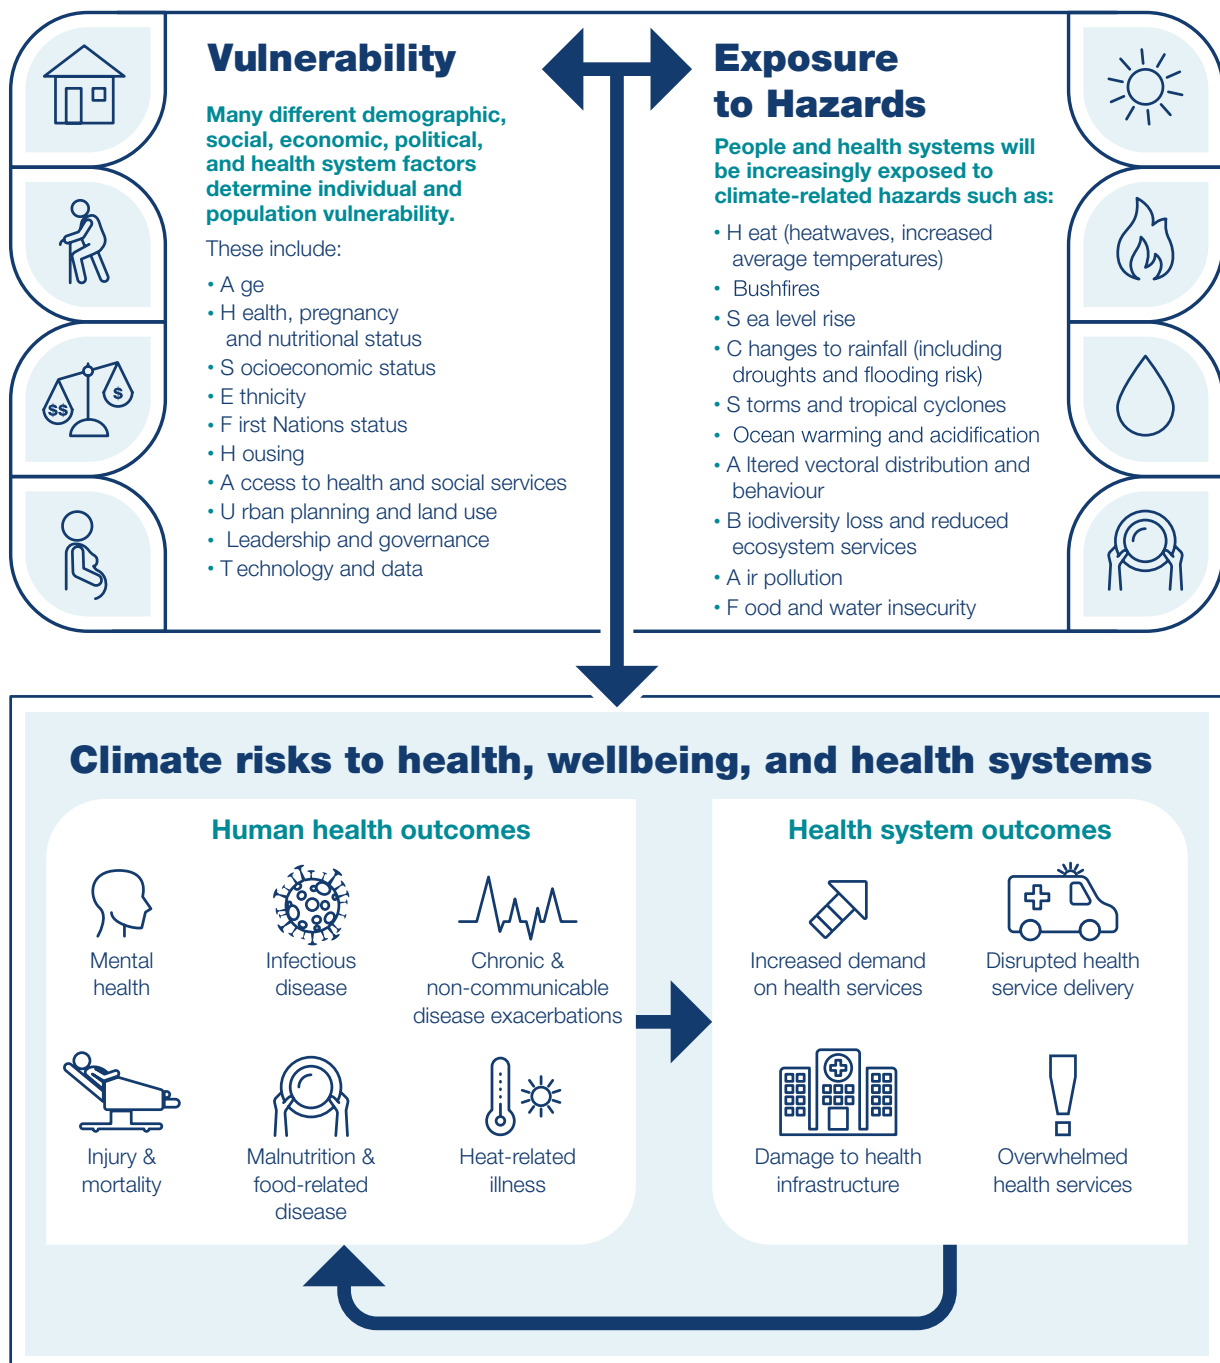 Vulnerability
Many different demographic,
social, economic, political,
and health system factors
determine individual and
population vulnerability.
These include:
• A ge
• H ealth, pregnancy
and nutritional status
• S ocioeconomic status
• E thnicity
• F irst Nations status
• H ousing
• A ccess to health and social services
• U rban planning and land use
• Leadership and governance
• T echnology and data
$$
$
Exposure
to Hazards
People and health systems will
be increasingly exposed to
climate-related hazards such as:
• H eat (heatwaves, increased
average temperatures)
• Bushfires
• S ea level rise
• C hanges to rainfall (including
droughts and flooding risk)
• S torms and tropical cyclones
• Ocean warming and acidification
• A ltered vectoral distribution and
behaviour
• B iodiversity loss and reduced
ecosystem services
• A ir pollution
• F ood and water insecurity
Climate risks to health, wellbeing, and health systems
Human health outcomes
Mental
health
Infectious
disease
Chronic &
non-communicable
disease exacerbations
Injury &
mortality
Malnutrition &
food-related
disease
Heat-related
illness
Health system outcomes
Increased demand
on health services
Disrupted health
service delivery
Damage to health
infrastructure
Overwhelmed
health services